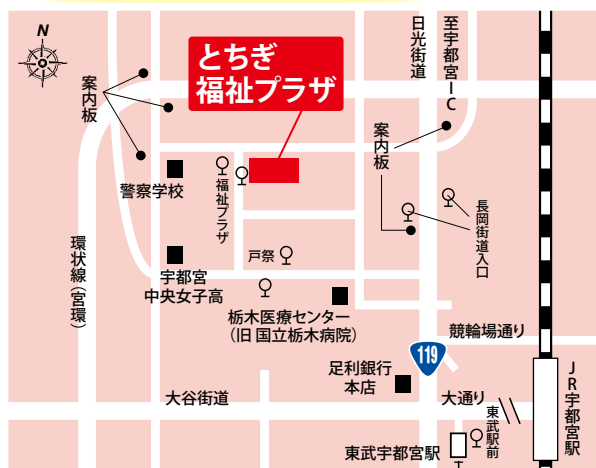 N
とちぎ
福祉プラザ
日光街道
至宇都宮IC
案内板
案内板
警察学校
福祉プラザ
長岡街道入口
戸祭
環状線(宮環)
宇都宮
中央女子高
栃木医療センター
(旧 国立栃木病院)
競輪場通り
119
足利銀行
本店
大谷街道
大通り
JR宇都宮駅
東武駅前
東武宇都宮駅